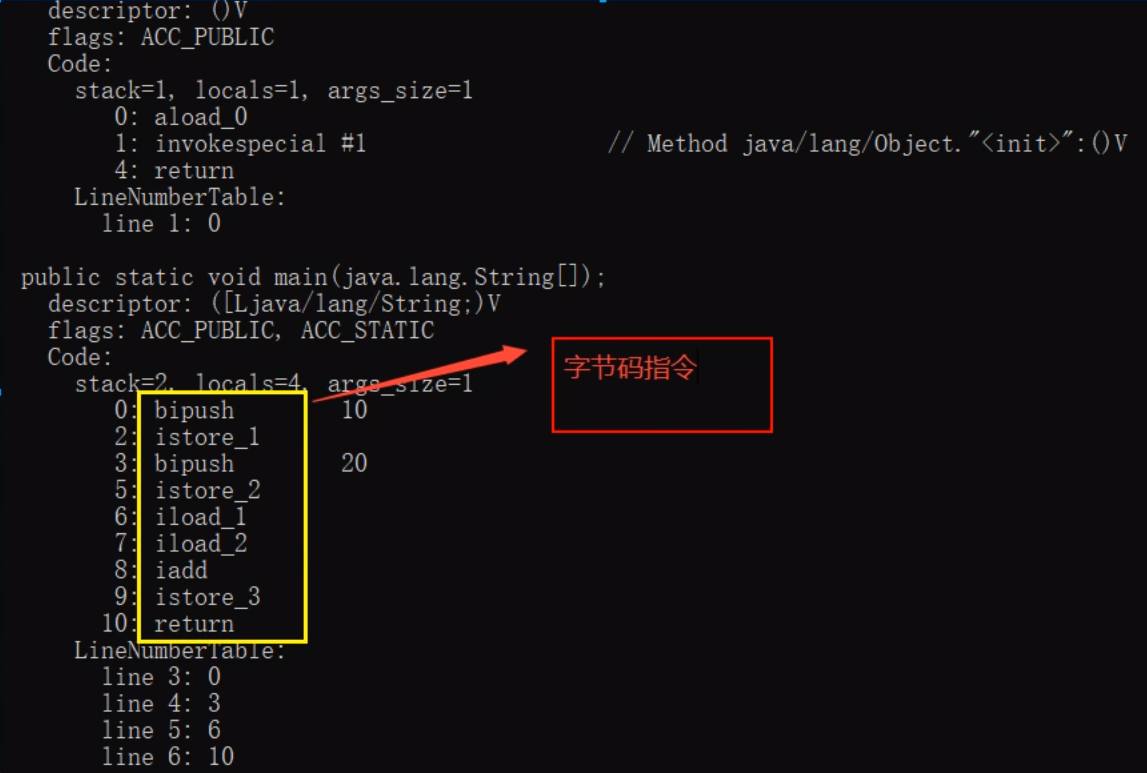 descriptor: ()V
flags: ACC_PUBLIC
Code:
stack=1, locals=1, args_size=1
0: aload_0
1: invokespecial #1 // Method java/lang/Object."<init>":()V
4: return
LineNumberTable:
line 1: 0
public static void main(java.lang.String[]);
descriptor: ([Ljava/lang/String;)V
flags: ACC_PUBLIC, ACC_STATIC
Code:
字节码指令
stack=2, locals=4, args_size=1
0: bipush 10
2: istore_1
3: bipush 20
5: istore_2
6: iload_1
7: iload_2
8: iadd
9: istore_3
10: return
LineNumberTable:
line 3: 0
line 4: 3
line 5: 6
line 6: 10